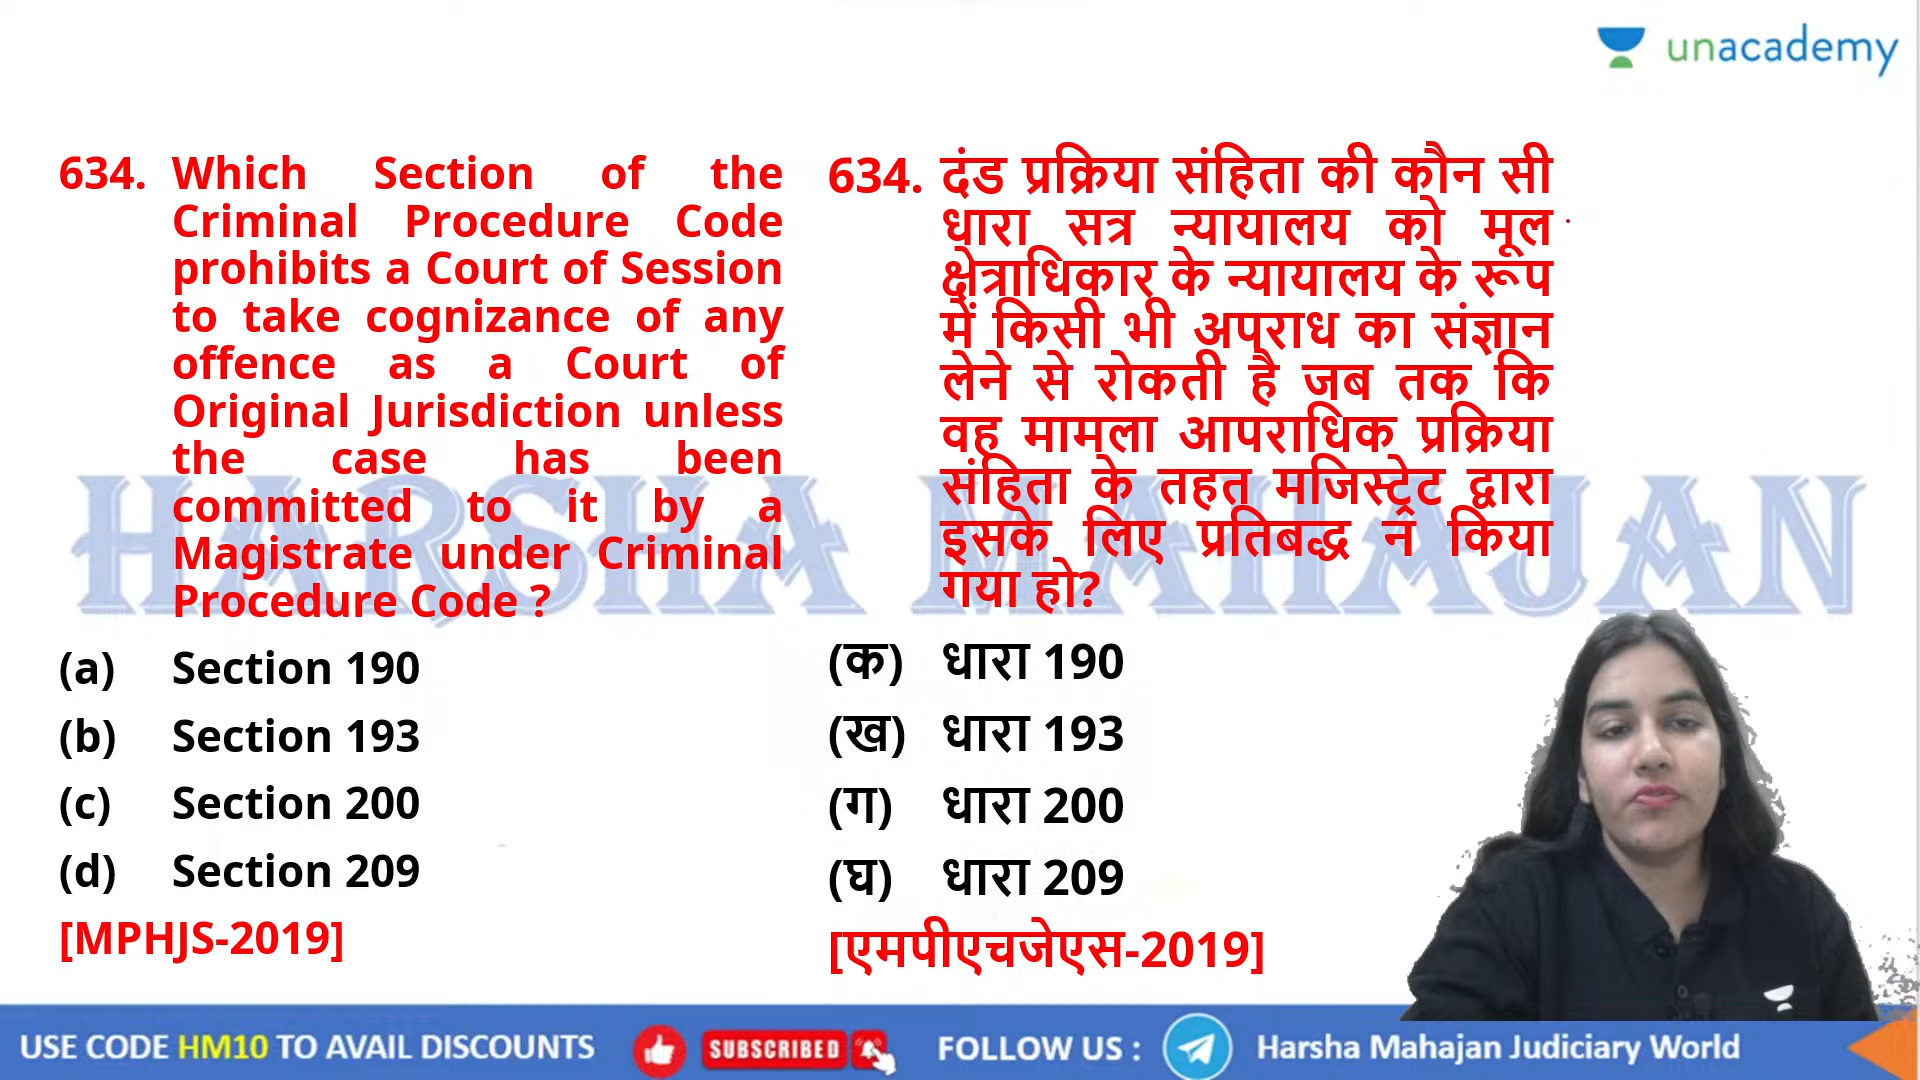 unacademy
634. Which Section of the
Criminal Procedure Code
prohibits a Court of Session
to take cognizance of any
offence as a Court of
Original Jurisdiction unless
the case has been
committed to it by a
Magistrate under Criminal
Procedure Code ?
(a) Section 190
(b) Section 193
(c) Section 200
(d) Section 209
[MPHJS-2019]
634. दंड प्रक्रिया संहिता की कौन सी
धारा सत्र न्यायालय को मूल
क्षेत्राधिकार के न्यायालय के रूप
में किसी भी अपराध का संज्ञान
लेने से रोकती है जब तक कि
वह मामला आपराधिक प्रक्रिया
संहिता के तहत मजिस्ट्रेट द्वारा
इसके लिए प्रतिबद्ध न किया
गया हो?
(क) धारा 190
(ख) धारा 193
(ग) धारा 200
(घ) धारा 209
[एमपीएचजेएस-2019]
HARSHA MAHAJAN
USE CODE HM10 TO AVAIL DISCOUNTS
SUBSCRIBED
FOLLOW US :
Harsha Mahajan Judiciary World